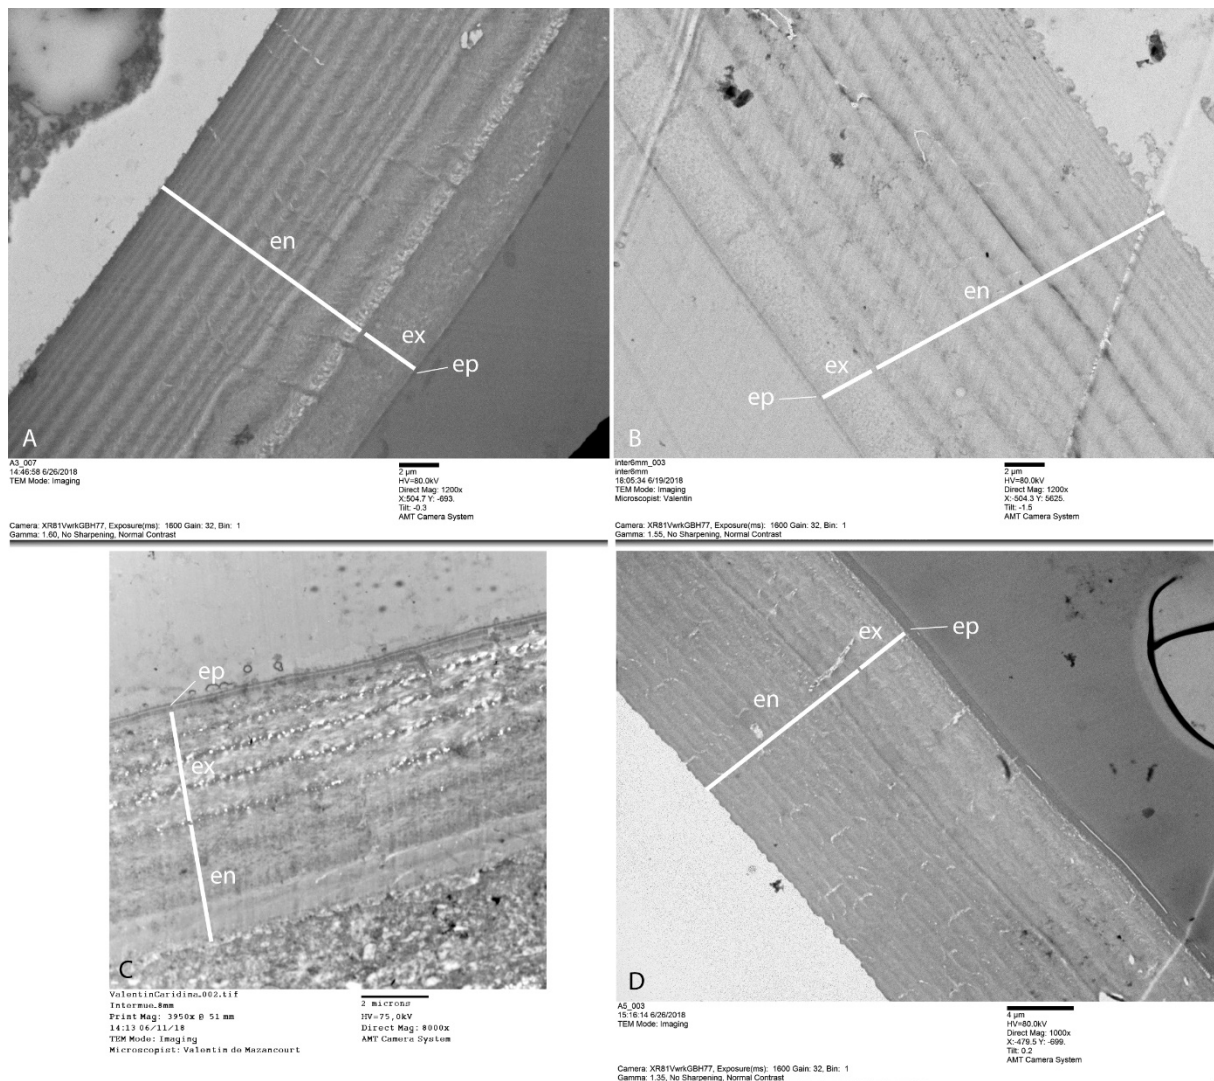 en
ex
ep
A
A3_007
14:46:58 6/26/2018
TEM Mode: Imaging
2 µm
HV=80.0kV
Direct Mag: 1200x
X:504.7 Y: -693.
Tilt: -0.3
AMT Camera System
Camera: XR81VwrkGBH77, Exposure(ms): 1600 Gain: 32, Bin: 1
Gamma: 1.60, No Sharpening, Normal Contrast
en
ex
ep
B
inter6mm_003
inter6mm
18:05:34 6/19/2018
TEM Mode: Imaging
Microscopist: Valentin
2 µm
HV=80.0kV
Direct Mag: 1200x
X:-504.3 Y: 5625.
Tilt: -1.5
AMT Camera System
Camera: XR81VwrkGBH77, Exposure(ms): 1600 Gain: 32, Bin: 1
Gamma: 1.55, No Sharpening, Normal Contrast
ep
ex
en
C
ValentinCaridina_002.tif
Intermue_8mm
Print Mag: 3950x @ 51 mm
14:13 06/11/18
TEM Mode: Imaging
Microscopist: Valentin de Mazancourt
2 microns
HV=75,0kV
Direct Mag: 8000x
AMT Camera System
ex
ep
en
D
A5_003
15:16:14 6/26/2018
TEM Mode: Imaging
4 µm
HV=80.0kV
Direct Mag: 1000x
X:-479.5 Y: -699.
Tilt: 0.2
AMT Camera System
Camera: XR81VwrkGBH77, Exposure(ms): 1600 Gain: 32, Bin: 1
Gamma: 1.35, No Sharpening, Normal Contrast